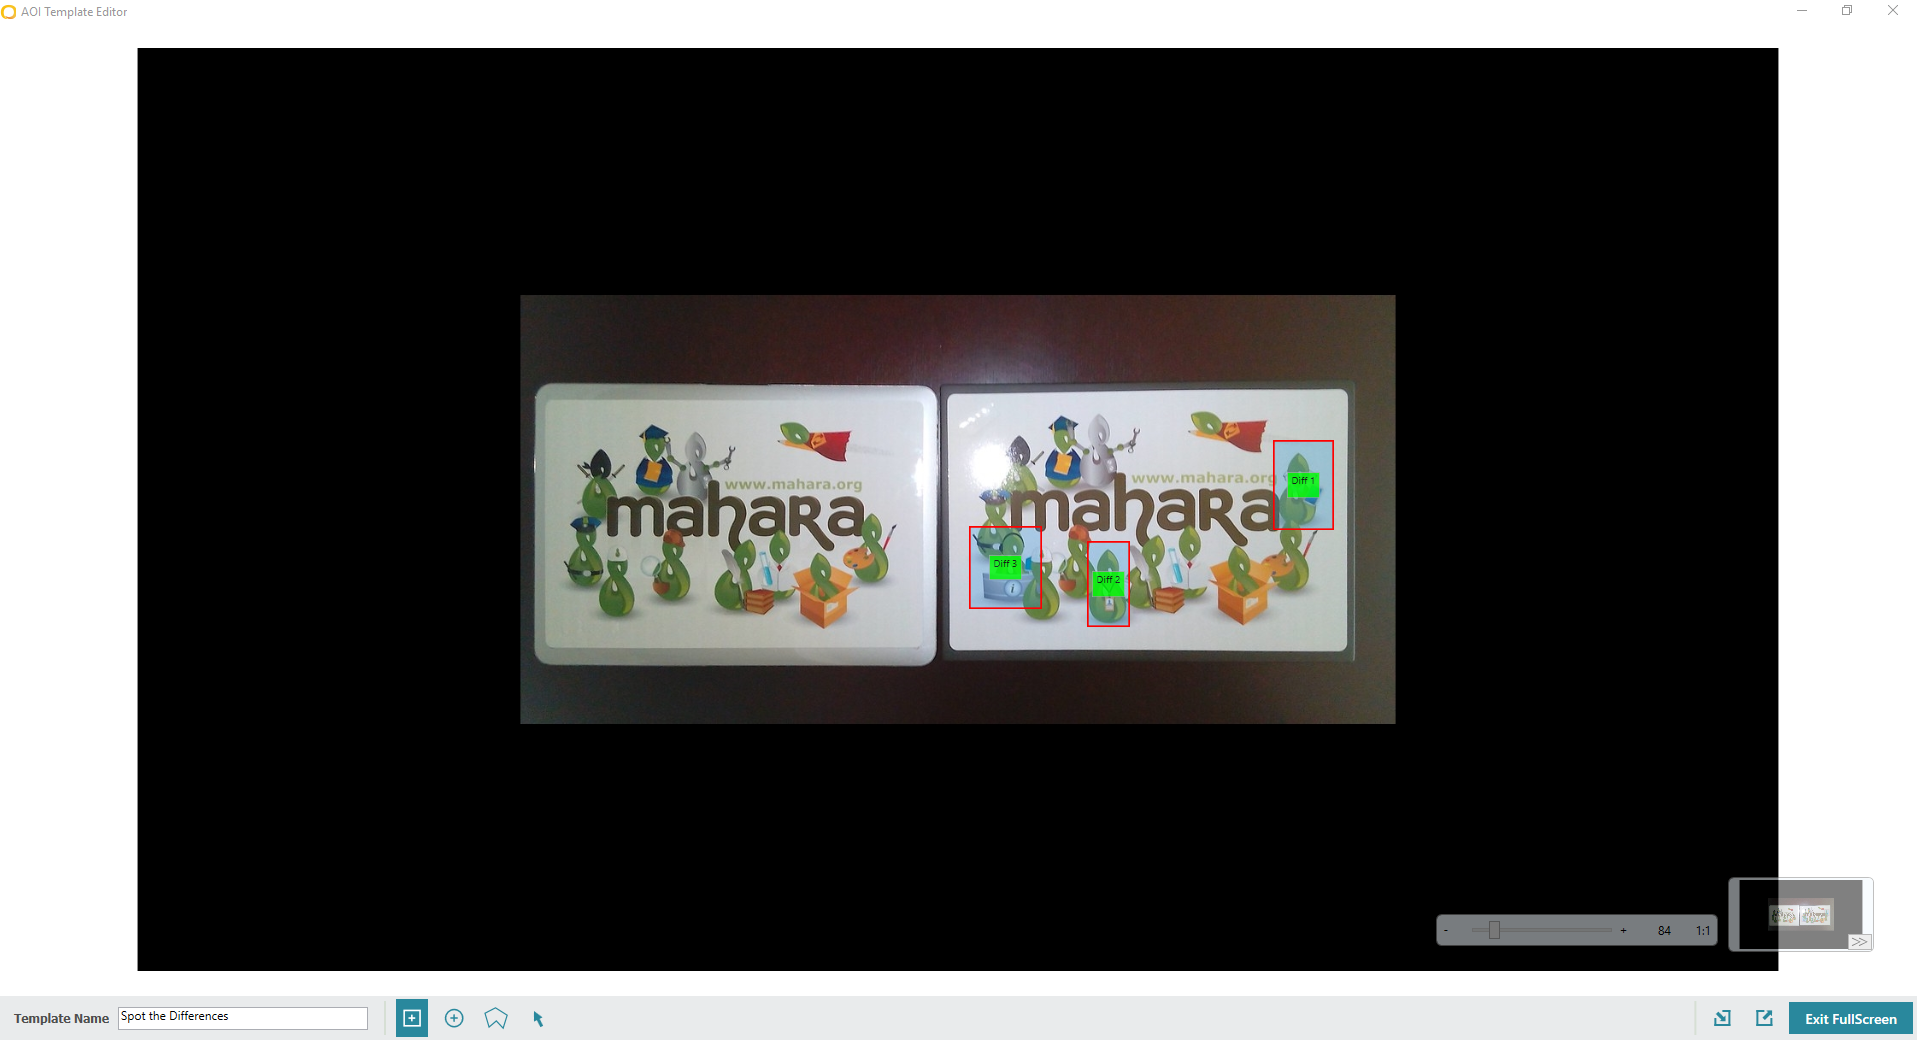 AOI Template Editor
www.mahara.org
mahara
www.mahara.org
mahara
Diff 1
Diff 3
Diff 2
i
- + 84 1:1
Template Name Spot the Differences
Exit FullScreen